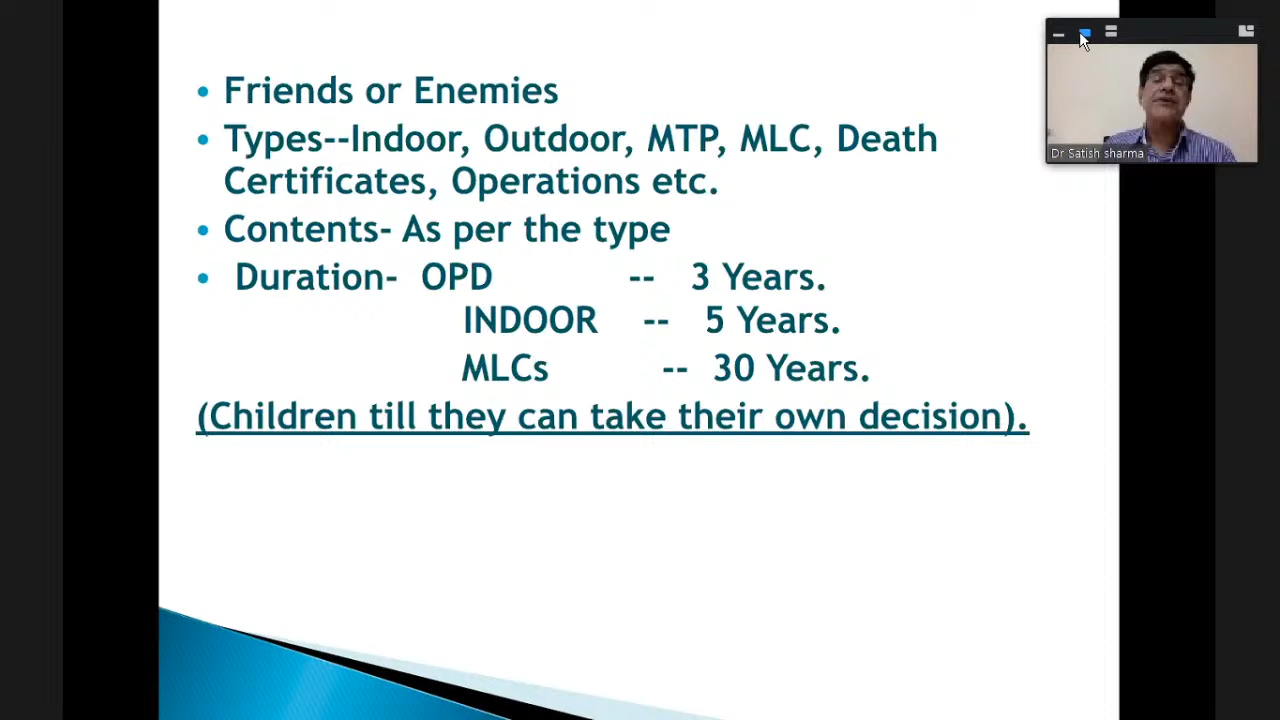 • Friends or Enemies
• Types--Indoor, Outdoor, MTP, MLC, Death
Certificates, Operations etc.
• Contents- As per the type
• Duration- OPD -- 3 Years.
INDOOR -- 5 Years.
MLCs -- 30 Years.
(Children till they can take their own decision).
Dr Satish sharma